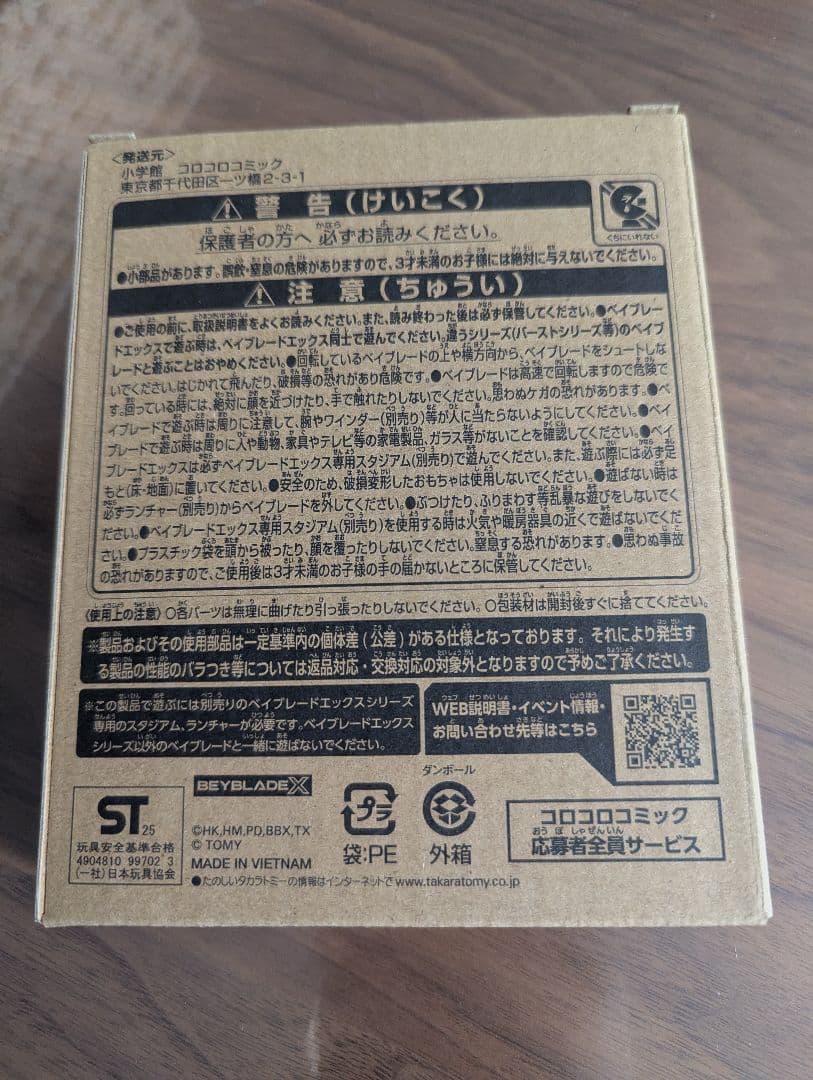 〈発送元〉
小学館 コロコロコミック
東京都千代田区一ツ橋2-3-1
警告(けいこく)
くちにいれない
保護者の方へ 必ずお読みください。
●小部品があります。誤飲・窒息の危険がありますので、3才未満のお子様には絶対に与えないでください。
注意(ちゅうい)
●ご使用の前に、取扱説明書をよくお読みください。また、読み終わった後は必ず保管してください。●ベイブレー
ドエックスで遊ぶ時は、ベイブレードエックス同士で遊んでください。違うシリーズ(バーストシリーズ等)のベイブ
レードと遊ぶことはおやめください。●回転しているベイブレードの上や横方向から、ベイブレードをシュートしな
いでください。はじかれて飛んだり、破損等の恐れがあり危険です。●ベイブレードは高速で回転しますので危険で
す。回っている時には、絶対に顔を近づけたり、手で触れたりしないでください。思わぬケガの恐れがあります。●ベ
イブレードで遊ぶ時は周りに注意して、腕やワインダー(別売り)等が人に当たらないようにしてください。●ベイ
ブレードで遊ぶ時は周りに人や動物、家具やテレビ等の家電製品、ガラス等がないことを確認してください。●ベイ
ブレードエックスは必ずベイブレードエックス専用スタジアム(別売り)で遊んでください。また、遊ぶ際には必ず足
もと(床・地面)に置いてください。●安全のため、破損変形したおもちゃは使用しないでください。●遊ばない時は
必ずランチャー(別売り)からベイブレードを外してください。●ぶつけたり、ふりまわす等乱暴な遊びをしないでく
ださい。●ベイブレードエックス専用スタジアム(別売り)を使用する時は火気や暖房器具の近くで遊ばないでくださ
い。●プラスチック袋を頭から被ったり、顔を覆ったりしないでください。窒息する恐れがあります。●思わぬ事故
の恐れがありますので、ご使用後は3才未満のお子様の手の届かないところに保管してください。
〈使用上の注意〉○各パーツは無理に曲げたり引っ張ったりしないでください。○包装材は開封後すぐに捨ててください。
※製品およびその使用部品は一定基準内の個体差(公差)がある仕様となっております。それにより発生す
る製品の性能のバラつき等については返品対応・交換対応の対象外となりますので予めご了承ください。
※この製品で遊ぶには別売りのベイブレードエックスシリーズ
専用のスタジアム、ランチャーが必要です。ベイブレードエックス
シリーズ以外のベイブレードと一緒に遊ばないでください。
WEB説明書・イベント情報・
お問い合わせ先等はこちら
ST 25
玩具安全基準合格
4904810 99702 3
(一社)日本玩具協会
BEYBLADE X
©HK,HM,PD,BBX,TX
© TOMY
MADE IN VIETNAM
●たのしいタカラトミーの情報はインターネットで www.takaratomy.co.jp
プラ
袋:PE
ダンボール
外箱
コロコロコミック
応募者全員サービス